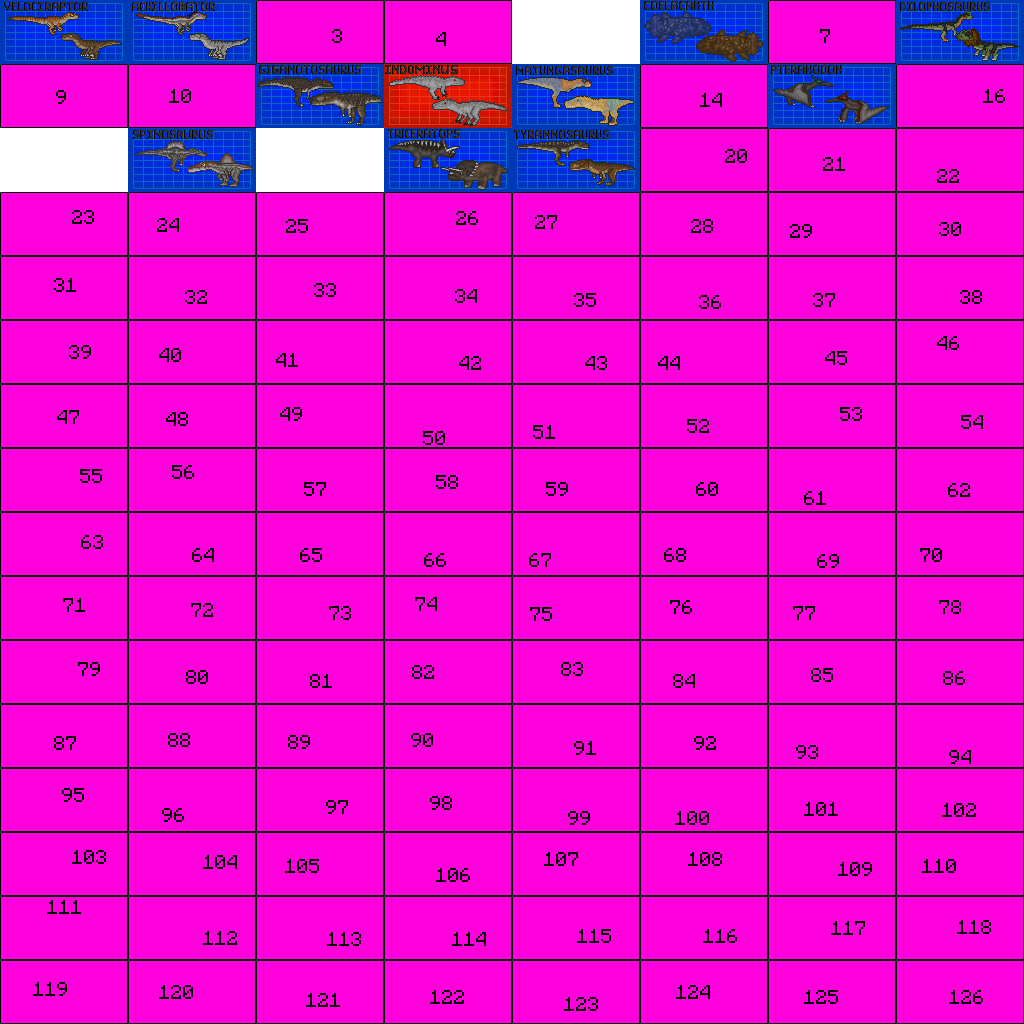 VELOCIRAPTOR ACHILLOBATOR 3 4 COELACANTH 7 DILOPHOSAURUS
9 10 GIGANOTOSAURUS INDOMINUS MAJUNGASAURUS 14 PTERANODON 16
SPINOSAURUS TRICERATOPS TYRANNOSAURUS 20 21 22
23 24 25 26 27 28 29 30
31 32 33 34 35 36 37 38
39 40 41 42 43 44 45 46
47 48 49 50 51 52 53 54
55 56 57 58 59 60 61 62
63 64 65 66 67 68 69 70
71 72 73 74 75 76 77 78
79 80 81 82 83 84 85 86
87 88 89 90 91 92 93 94
95 96 97 98 99 100 101 102
103 104 105 106 107 108 109 110
111 112 113 114 115 116 117 118
119 120 121 122 123 124 125 126